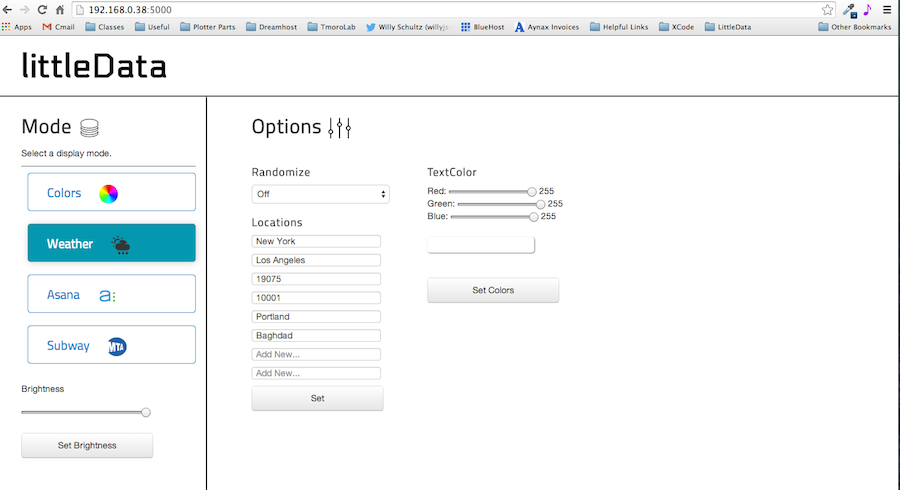 192.168.0.38:5000
Apps Gmail Classes Useful Plotter Parts Dreamhost TmoroLab Willy Schultz (willyjs BlueHost Aynax Invoices Helpful Links XCode LittleData Other Bookmarks
littleData
Mode
Select a display mode.
Colors
Weather
Asana a:
Subway MTA
Brightness
Set Brightness
Options
Randomize
Off
Locations
New York
Los Angeles
19075
10001
Portland
Baghdad
Add New...
Add New...
Set
TextColor
Red: 255
Green: 255
Blue: 255
Set Colors